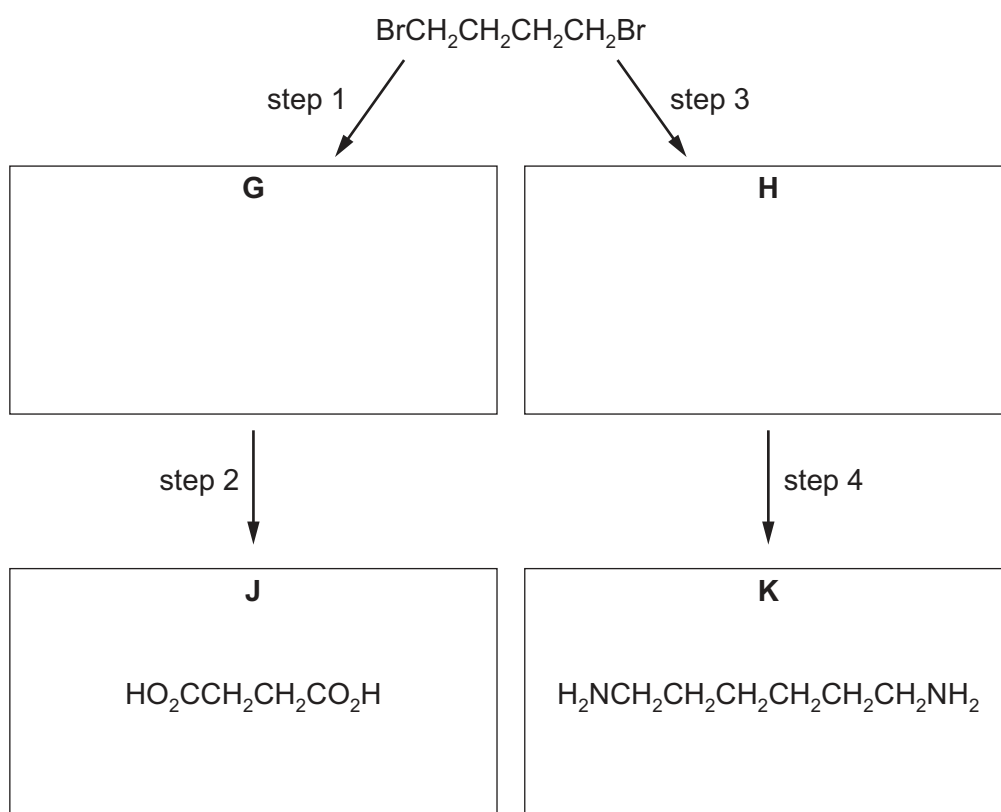 BrCH₂CH₂CH₂CH₂Br
step 1
step 3
G
H
step 2
step 4
J
K
HO₂CCH₂CH₂CO₂H
H₂NCH₂CH₂CH₂CH₂CH₂CH₂NH₂